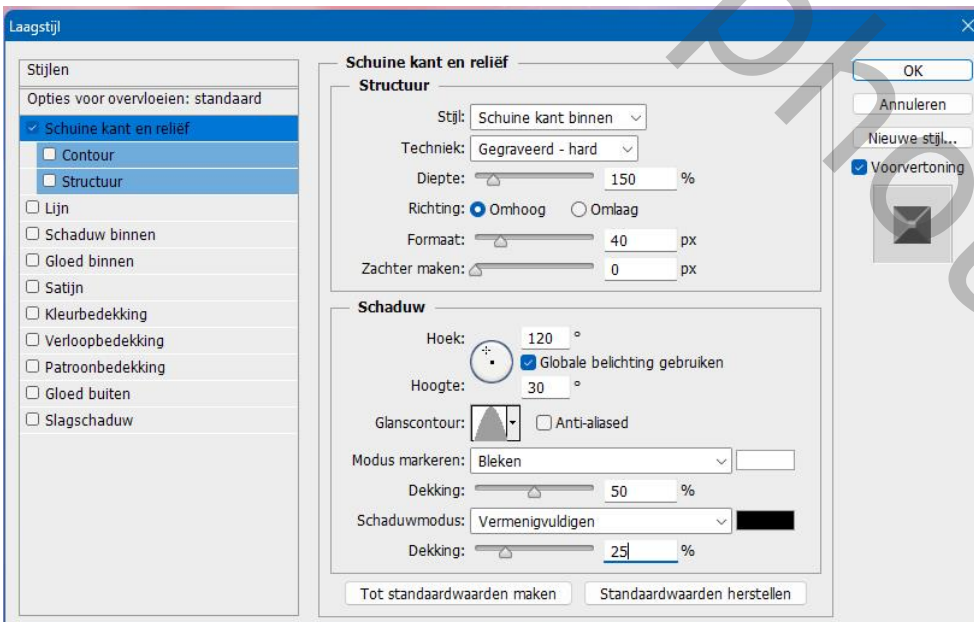 Laagstijl
Stijlen
Opties voor overvloeien: standaard
Schuine kant en reliëf
Contour
Structuur
Lijn
Schaduw binnen
Gloed binnen
Satijn
Kleurbedekking
Verloopbedekking
Patroonbedekking
Gloed buiten
Slagschaduw
Schuine kant en reliëf
Structuur
Stijl: Schuine kant binnen
Techniek: Gegraveerd - hard
Diepte: 150 %
Richting: Omhoog Omlaag
Formaat: 40 px
Zachter maken: 0 px
Schaduw
Hoek: 120 °
Globale belichting gebruiken
Hoogte: 30 °
Glanscontour: Anti-aliased
Modus markeren: Bleken
Dekking: 50 %
Schaduwmodus: Vermenigvuldigen
Dekking: 25 %
Tot standaardwaarden maken Standaardwaarden herstellen
OK
Annuleren
Nieuwe stijl...
Voorvertoning